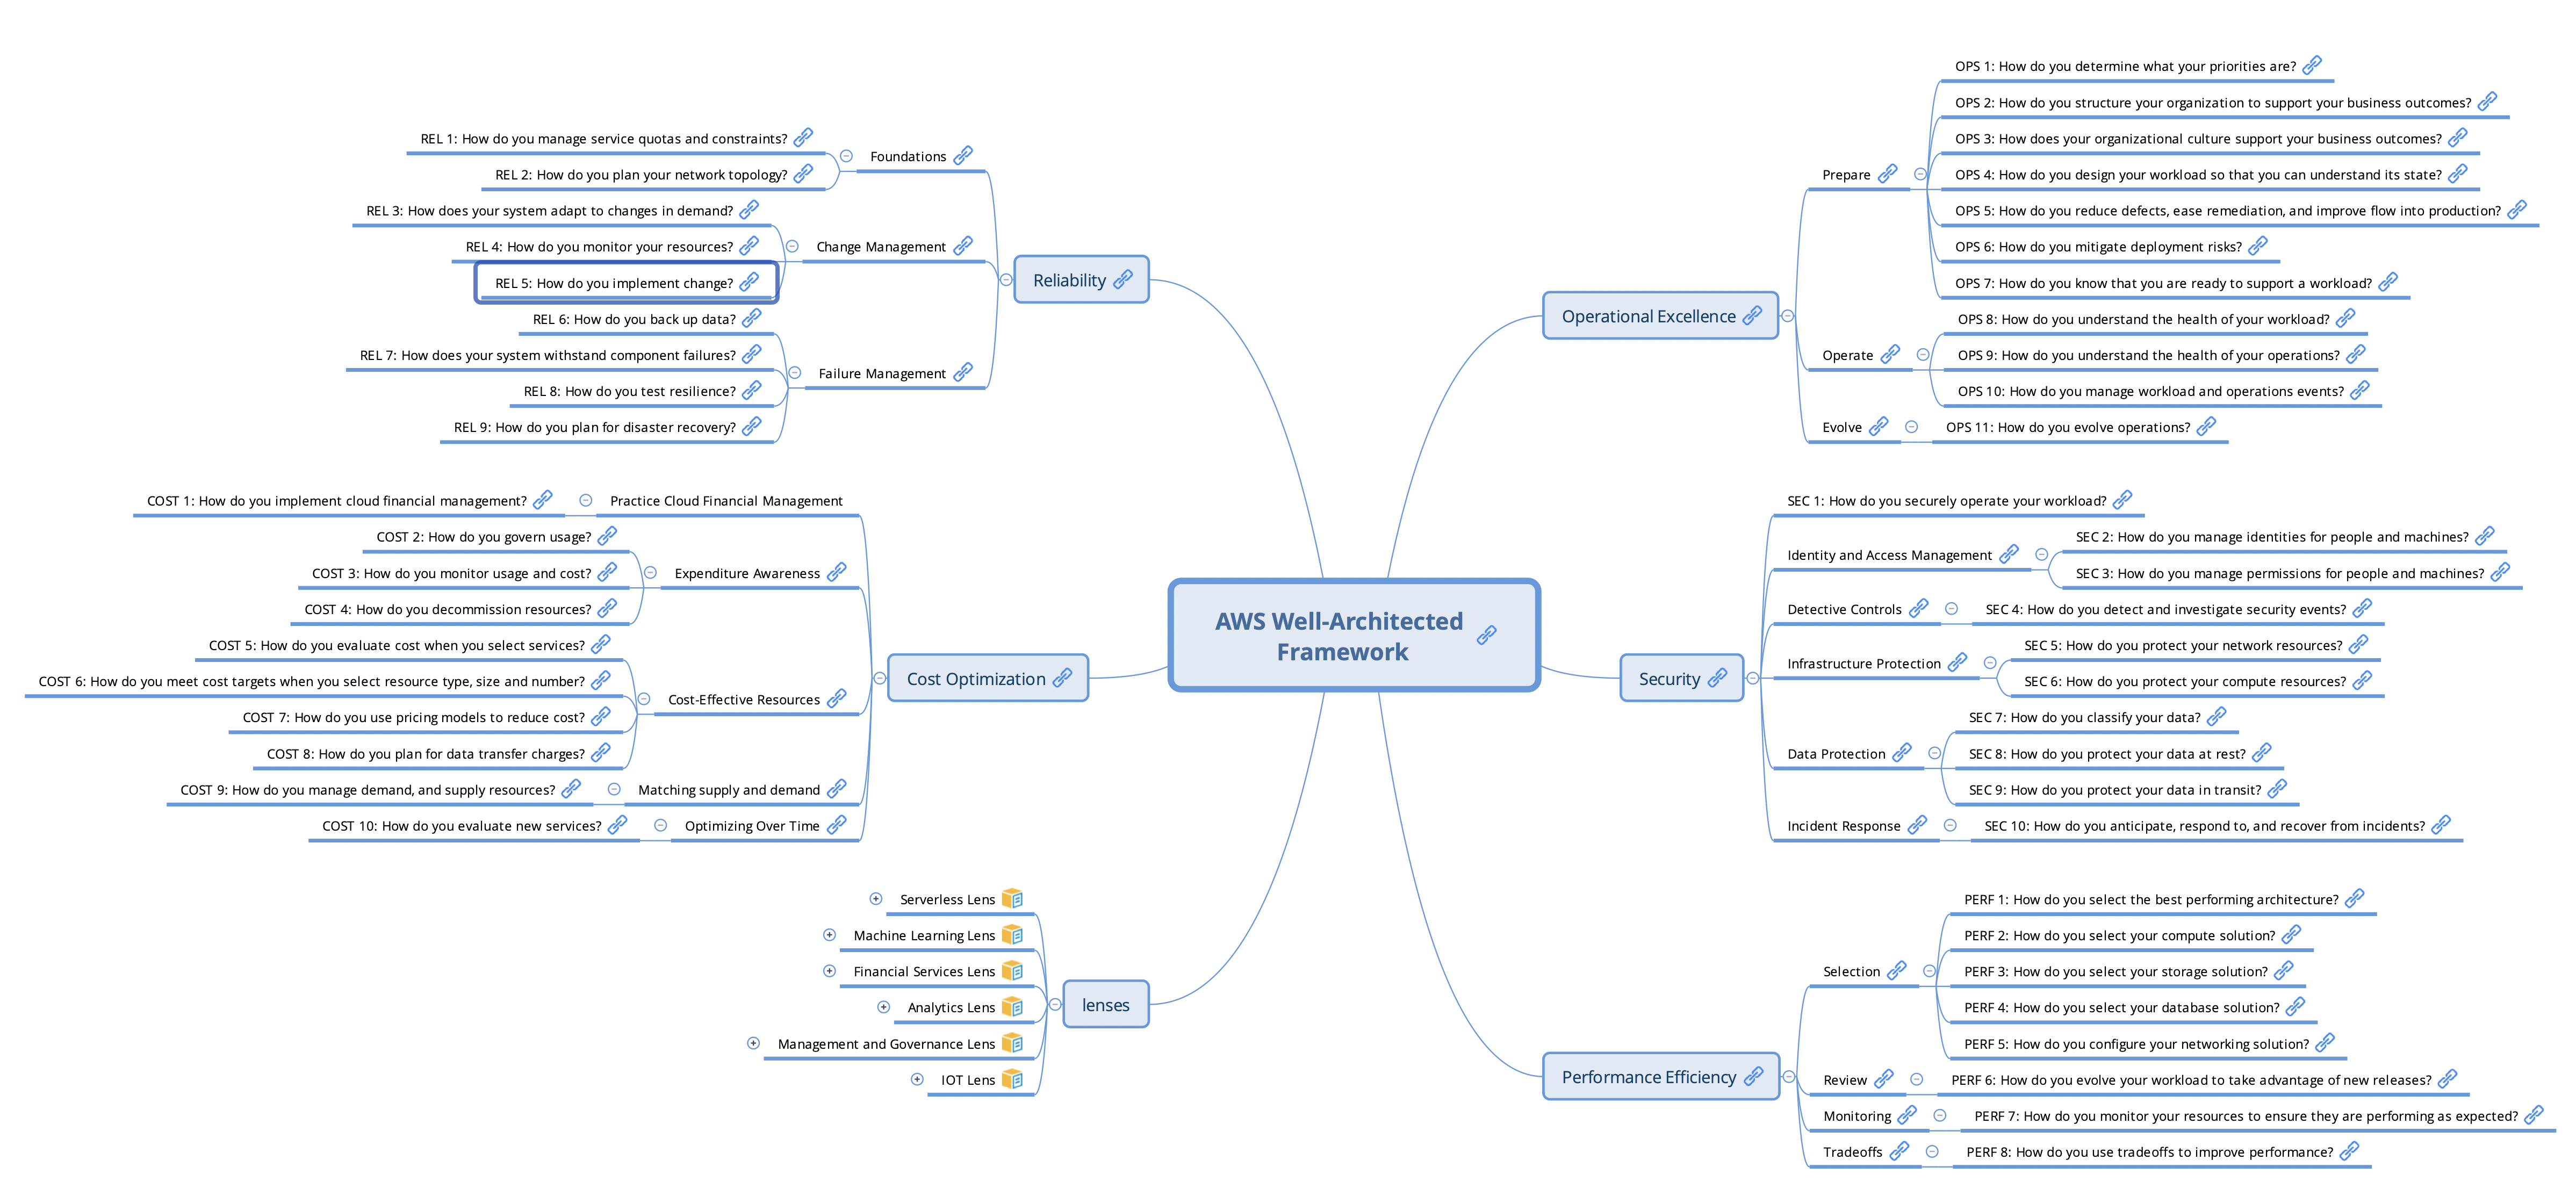 AWS Well-Architected
Framework
Operational Excellence
Prepare
OPS 1: How do you determine what your priorities are?
OPS 2: How do you structure your organization to support your business outcomes?
OPS 3: How does your organizational culture support your business outcomes?
OPS 4: How do you design your workload so that you can understand its state?
OPS 5: How do you reduce defects, ease remediation, and improve flow into production?
OPS 6: How do you mitigate deployment risks?
OPS 7: How do you know that you are ready to support a workload?
Operate
OPS 8: How do you understand the health of your workload?
OPS 9: How do you understand the health of your operations?
OPS 10: How do you manage workload and operations events?
Evolve
OPS 11: How do you evolve operations?
Security
SEC 1: How do you securely operate your workload?
Identity and Access Management
SEC 2: How do you manage identities for people and machines?
SEC 3: How do you manage permissions for people and machines?
Detective Controls
SEC 4: How do you detect and investigate security events?
Infrastructure Protection
SEC 5: How do you protect your network resources?
SEC 6: How do you protect your compute resources?
Data Protection
SEC 7: How do you classify your data?
SEC 8: How do you protect your data at rest?
SEC 9: How do you protect your data in transit?
Incident Response
SEC 10: How do you anticipate, respond to, and recover from incidents?
Performance Efficiency
Selection
PERF 1: How do you select the best performing architecture?
PERF 2: How do you select your compute solution?
PERF 3: How do you select your storage solution?
PERF 4: How do you select your database solution?
PERF 5: How do you configure your networking solution?
Review
PERF 6: How do you evolve your workload to take advantage of new releases?
Monitoring
PERF 7: How do you monitor your resources to ensure they are performing as expected?
Tradeoffs
PERF 8: How do you use tradeoffs to improve performance?
Reliability
Foundations
REL 1: How do you manage service quotas and constraints?
REL 2: How do you plan your network topology?
Change Management
REL 3: How does your system adapt to changes in demand?
REL 4: How do you monitor your resources?
REL 5: How do you implement change?
Failure Management
REL 6: How do you back up data?
REL 7: How does your system withstand component failures?
REL 8: How do you test resilience?
REL 9: How do you plan for disaster recovery?
Cost Optimization
Practice Cloud Financial Management
COST 1: How do you implement cloud financial management?
Expenditure Awareness
COST 2: How do you govern usage?
COST 3: How do you monitor usage and cost?
COST 4: How do you decommission resources?
Cost-Effective Resources
COST 5: How do you evaluate cost when you select services?
COST 6: How do you meet cost targets when you select resource type, size and number?
COST 7: How do you use pricing models to reduce cost?
COST 8: How do you plan for data transfer charges?
Matching supply and demand
COST 9: How do you manage demand, and supply resources?
Optimizing Over Time
COST 10: How do you evaluate new services?
lenses
Serverless Lens
Machine Learning Lens
Financial Services Lens
Analytics Lens
Management and Governance Lens
IOT Lens